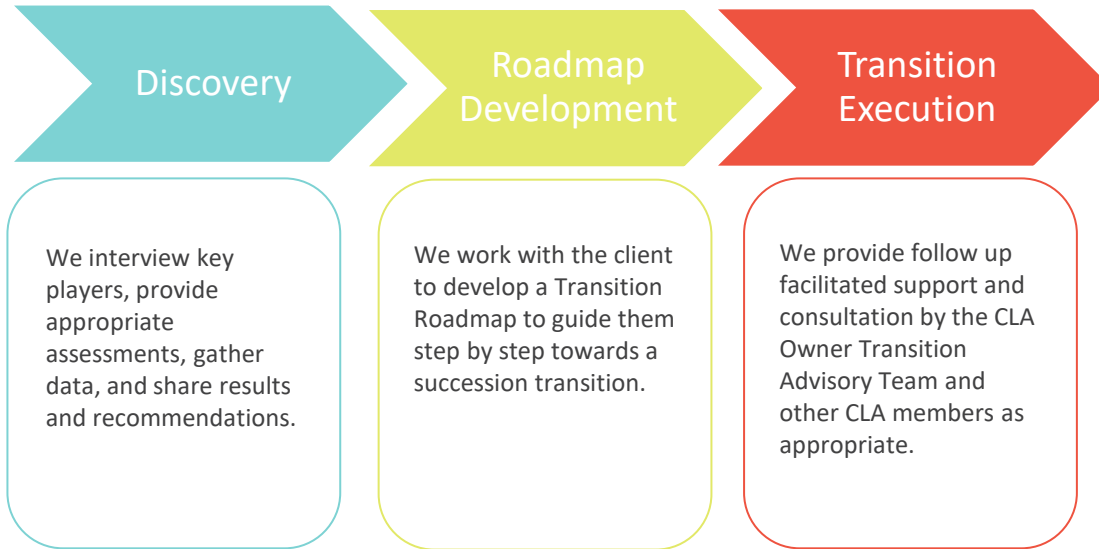 Discovery
Roadmap
Development
Transition
Execution
We interview key
players, provide
appropriate
assessments, gather
data, and share results
and recommendations.
We work with the client
to develop a Transition
Roadmap to guide them
step by step towards a
succession transition.
We provide follow up
facilitated support and
consultation by the CLA
Owner Transition
Advisory Team and
other CLA members as
appropriate.